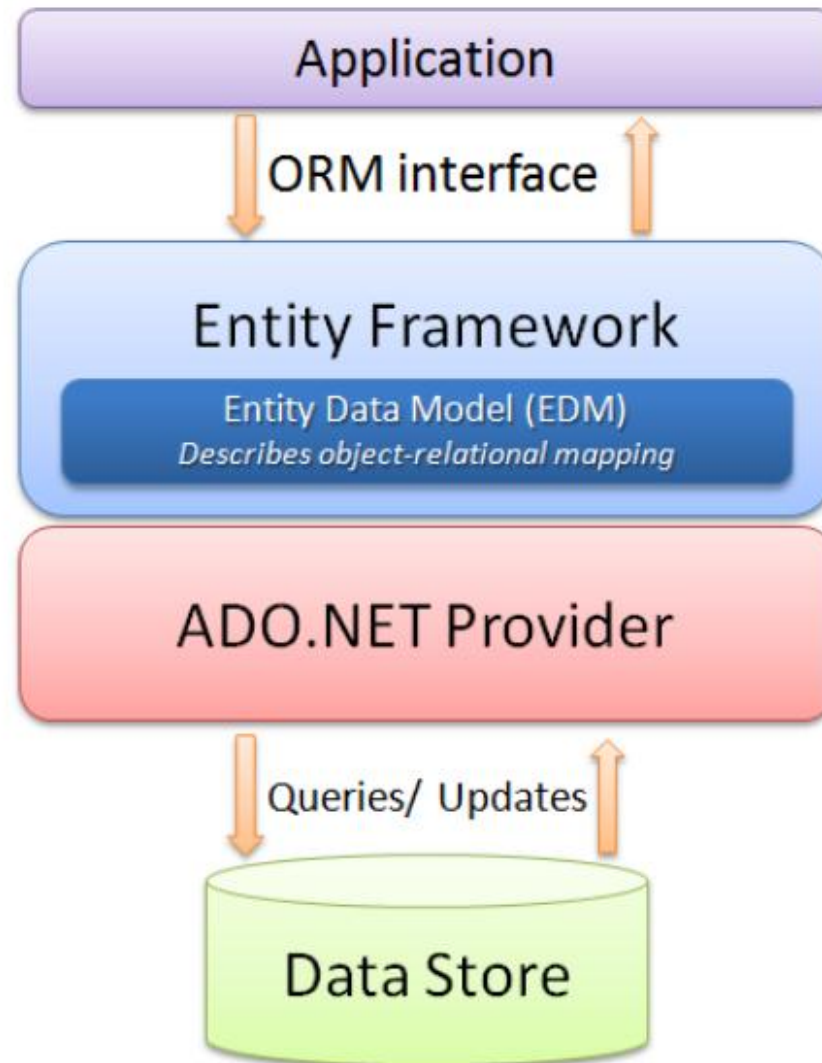 Application
ORM interface
Entity Framework
Entity Data Model (EDM)
Describes object-relational mapping
ADO.NET Provider
Queries/ Updates
Data Store